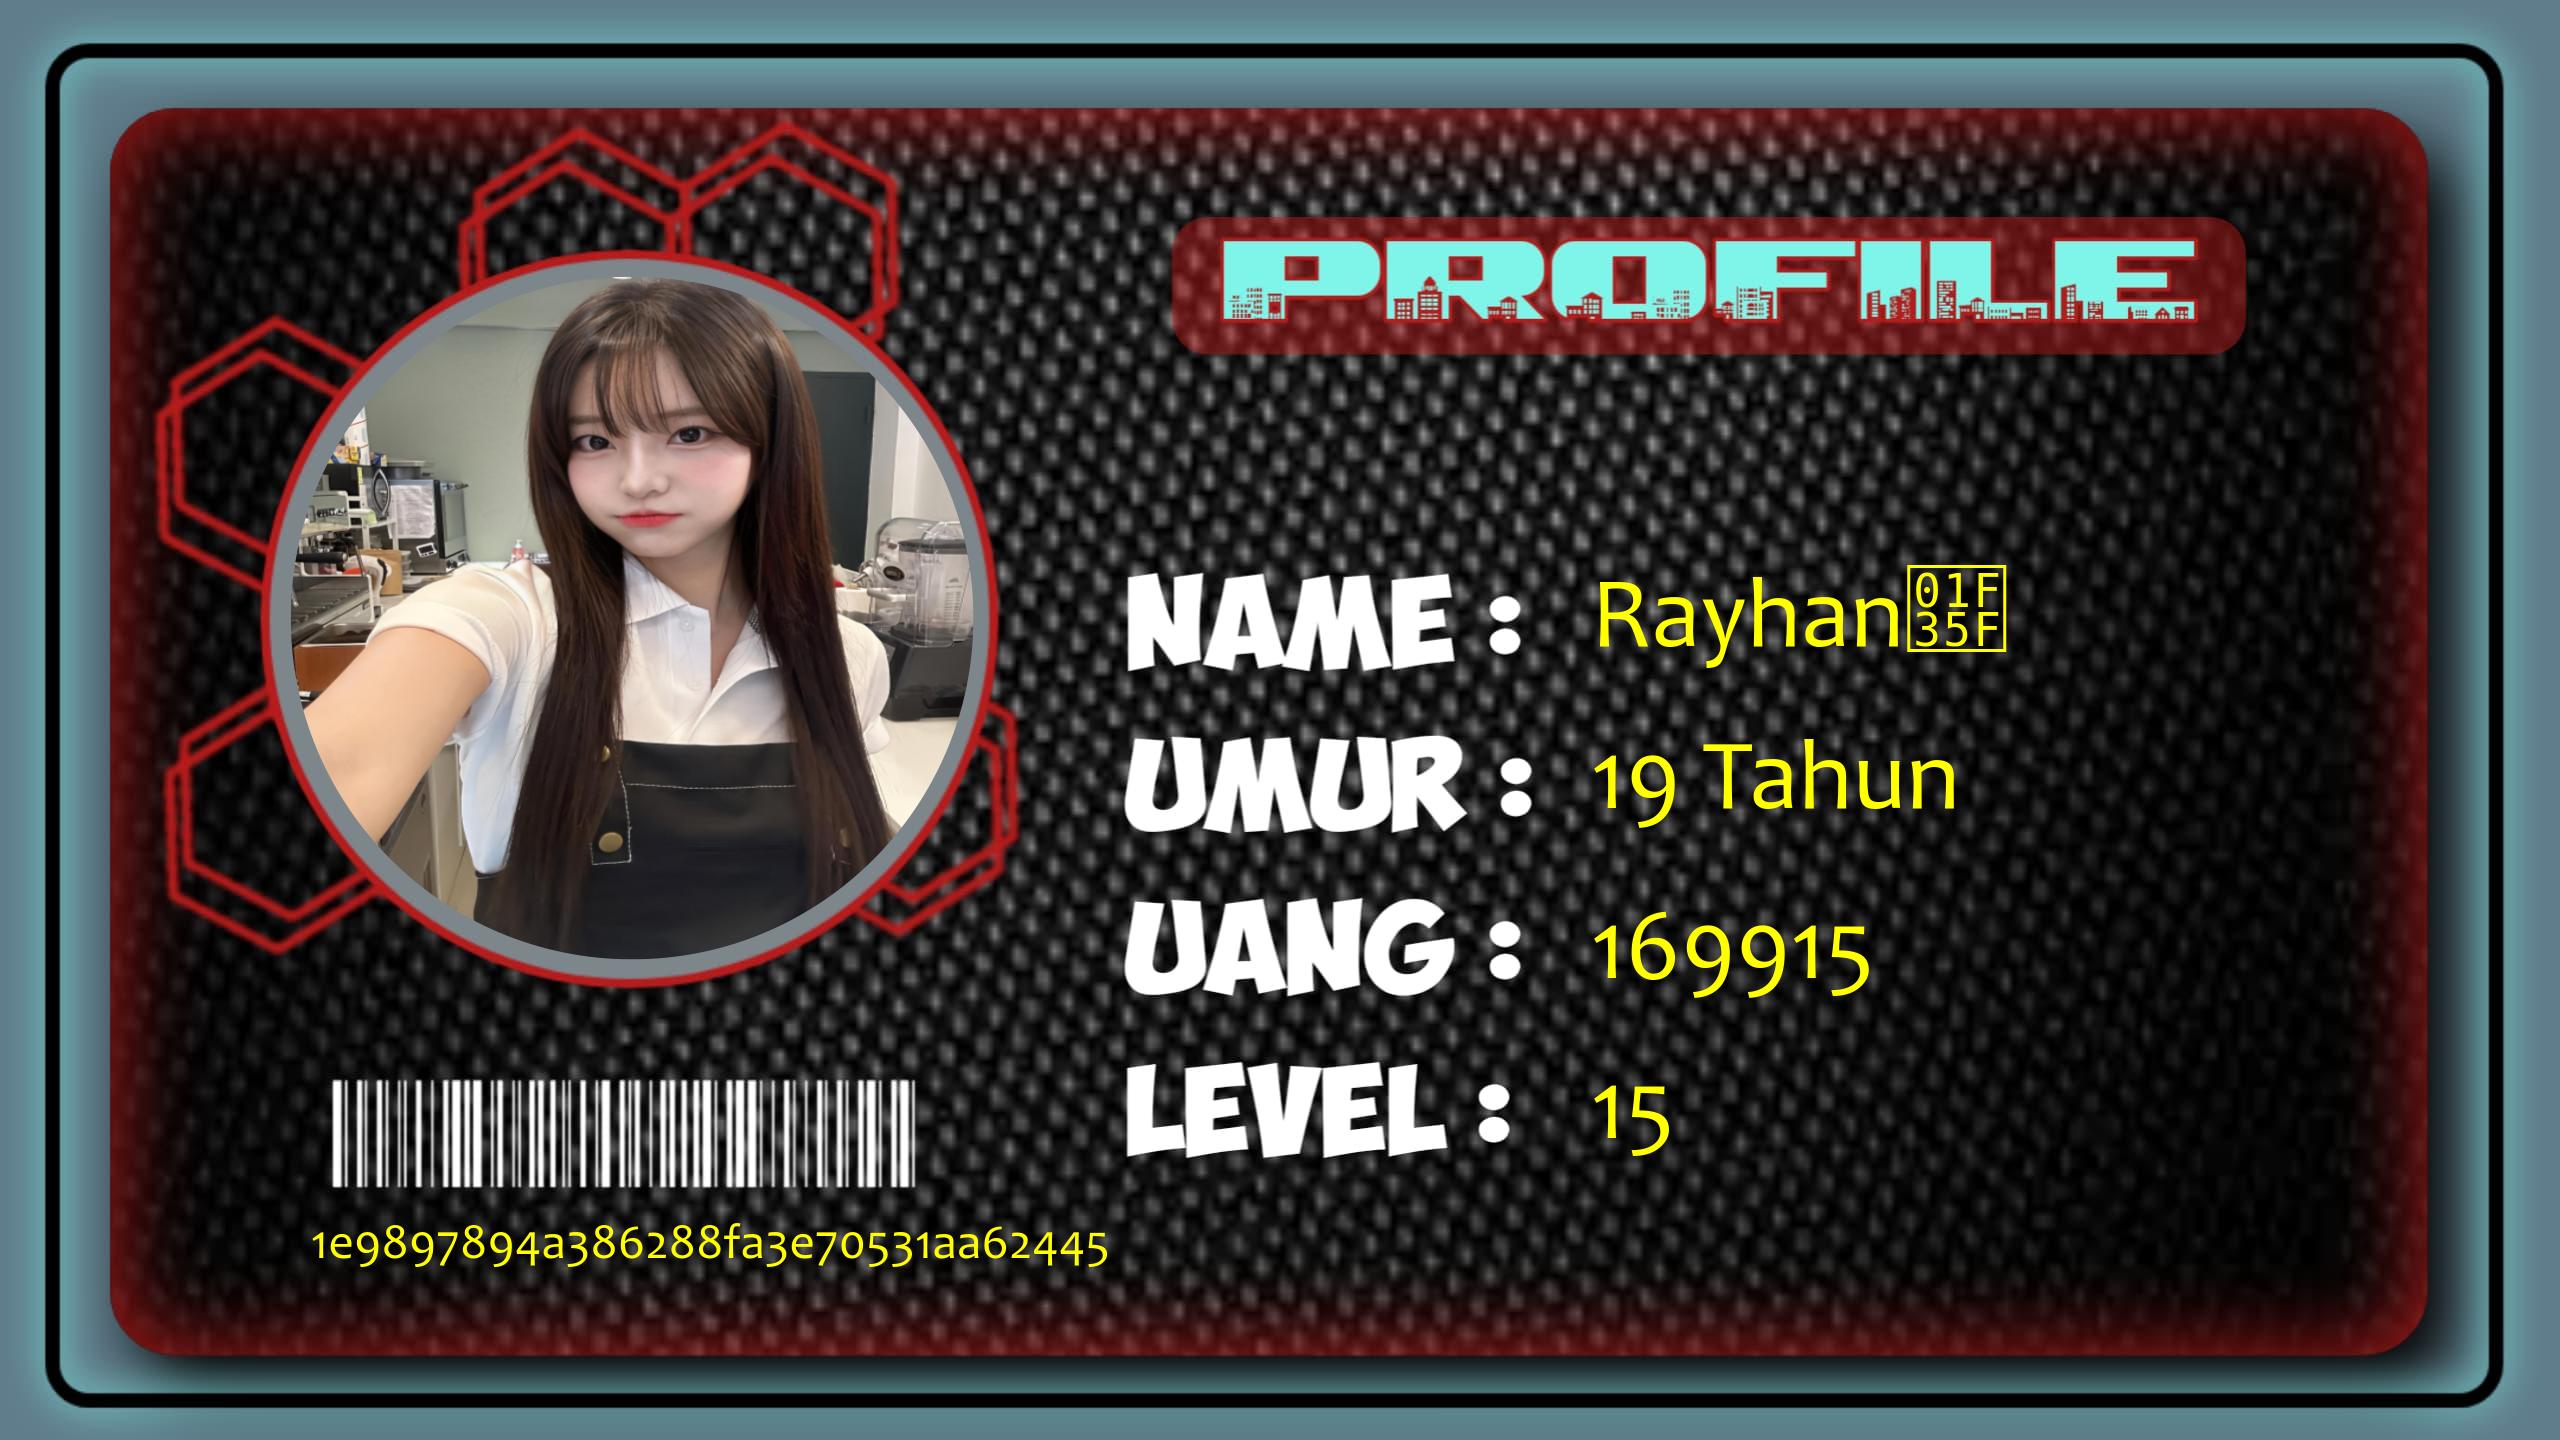 PROFILE
NAME : Rayhan🍟
UMUR : 19 Tahun
UANG : 169915
LEVEL : 15
1e9897894a386288fa3e70531aa62445